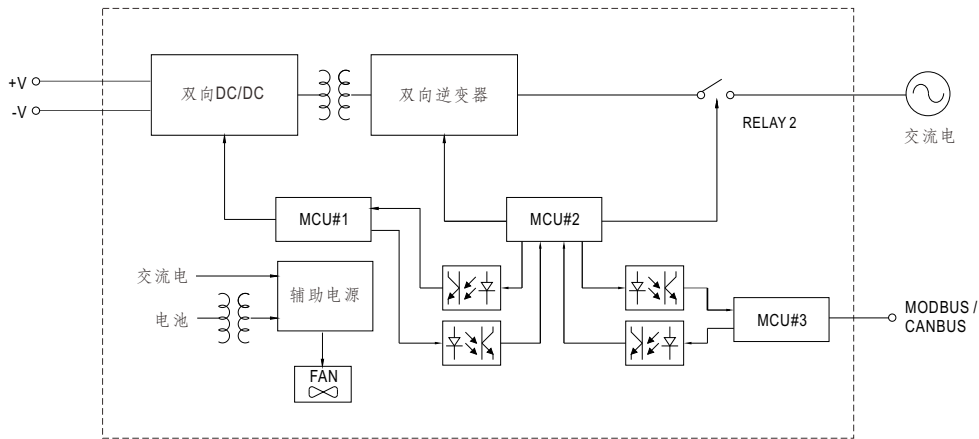 +V
-V
双向DC/DC
双向逆变器
RELAY 2
交流电
MCU#1
MCU#2
交流电
电池
辅助电源
FAN
MCU#3
MODBUS /
CANBUS